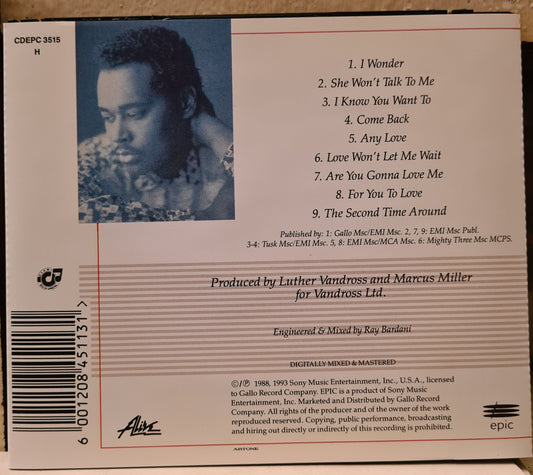 CDEPC 3515
H
1. I Wonder
2. She Won't Talk To Me
3. I Know You Want To
4. Come Back
5. Any Love
6. Love Won't Let Me Wait
7. Are You Gonna Love Me
8. For You To Love
9. The Second Time Around
Published by: 1: Gallo Msc/EMI Msc. 2, 7, 9: EMI Msc Publ.
3-4: Tusk Msc/EMI Msc. 5, 8: EMI Msc/MCA Msc. 6: Mighty Three Msc MCPS.
Produced by Luther Vandross and Marcus Miller
for Vandross Ltd.
Engineered & Mixed by Ray Bardani
DIGITALLY MIXED & MASTERED
©/℗ 1988, 1993 Sony Music Entertainment, Inc., U.S.A., licensed
to Gallo Record Company. EPIC is a product of Sony Music
Entertainment, Inc. Marketed and Distributed by Gallo Record
Company. All rights of the producer and of the owner of the work
reproduced reserved. Copying, public performance, broadcasting
and hiring out directly or indirectly of this recording is prohibited.
6 001208 451131 >
Alive
epic
ARTONE